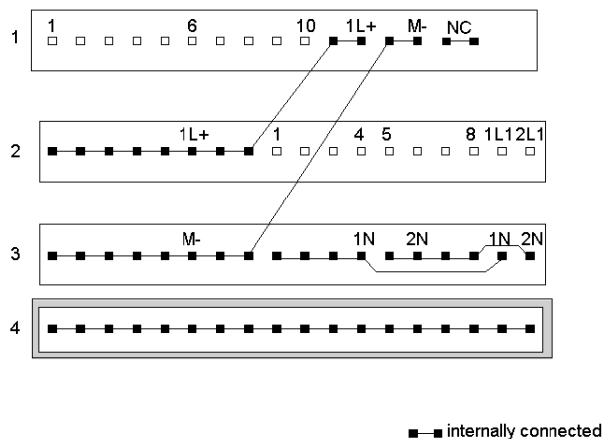 1 6 10 1L+ M- NC
1
1L+ 1 4 5 8 1L1 2L1
2
M- 1N 2N 1N 2N
3
4
internally connected